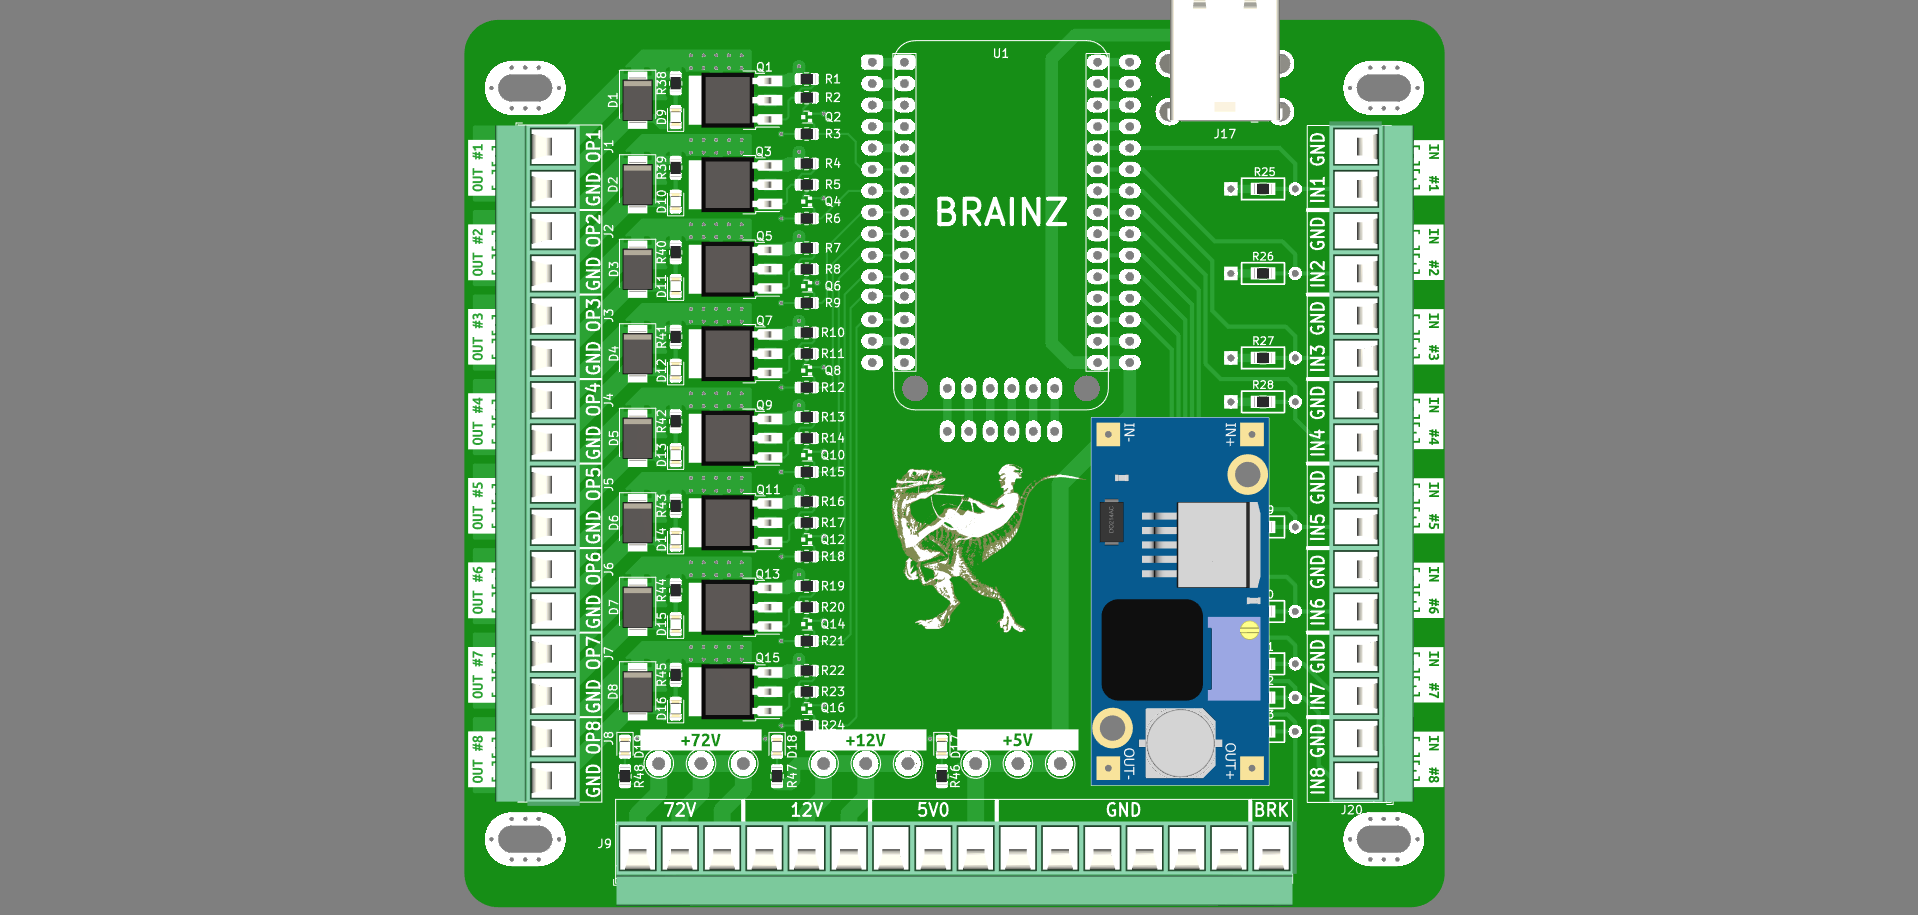 U1
BRAINZ
J17
Q1
R1
R2
Q2
R3
D1
R38
D9
Q3
R4
R5
Q4
R6
D2
R39
D10
Q5
R7
R8
Q6
R9
D3
R40
D11
Q7
R10
R11
Q8
R12
D4
R41
D12
Q9
R13
R14
Q10
R15
D5
R42
D13
Q11
R16
R17
Q12
R18
D6
R43
D14
Q13
R19
R20
Q14
R21
D7
R44
D15
Q15
R22
R23
Q16
R24
D8
R45
D16
OUT #1
GND OP1
J1
OUT #2
GND OP2
J2
OUT #3
GND OP3
J3
OUT #4
GND OP4
J4
OUT #5
GND OP5
J5
OUT #6
GND OP6
J6
OUT #7
GND OP7
J7
OUT #8
GND OP8
J8
R25
R26
R27
R28
IN1 GND
IN #1
IN2 GND
IN #2
IN3 GND
IN #3
IN4 GND
IN #4
IN5 GND
IN #5
IN6 GND
IN #6
IN7 GND
IN #7
IN8 GND
IN #8
J20
IN-
IN+
OUT-
OUT+
D19
+72V
D18
+12V
D17
+5V
R48
R47
R46
72V
12V
5V0
GND
BRK
J9